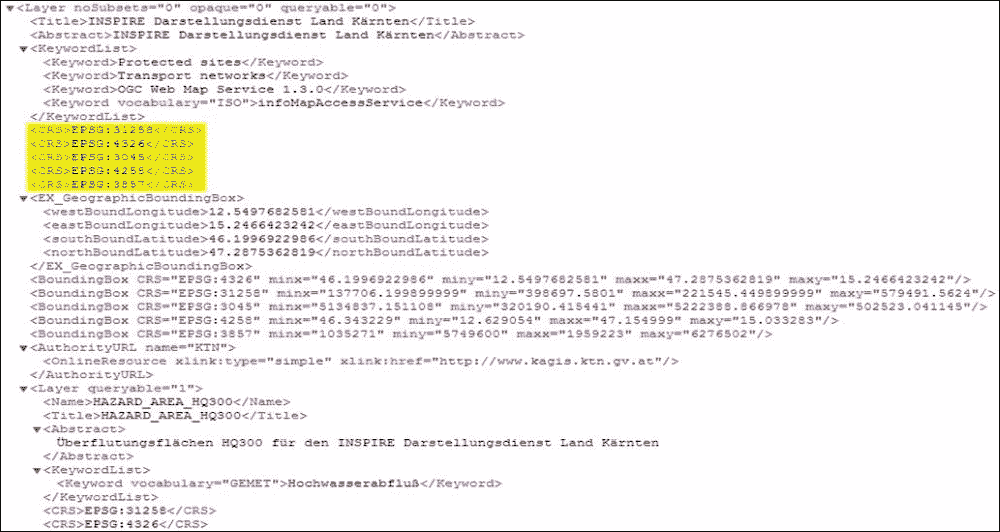 <Layer noSubsets="0" opaque="0" queryable="0">
<Title>INSPIRE Darstellungsdienst Land Kärnten</Title>
<Abstract>INSPIRE Darstellungsdienst Land Kärnten</Abstract>
<KeywordList>
<Keyword>Protected sites</Keyword>
<Keyword>Transport networks</Keyword>
<Keyword>OGC Web Map Service 1.3.0</Keyword>
<Keyword vocabulary="ISO">infoMapAccessService</Keyword>
</KeywordList>
<CRS>EPSG:31258</CRS>
<CRS>EPSG:4326</CRS>
<CRS>EPSG:3045</CRS>
<CRS>EPSG:4258</CRS>
<CRS>EPSG:3857</CRS>
<EX_GeographicBoundingBox>
<westBoundLongitude>12.5497682581</westBoundLongitude>
<eastBoundLongitude>15.2466423242</eastBoundLongitude>
<southBoundLatitude>46.1996922986</southBoundLatitude>
<northBoundLatitude>47.2875362819</northBoundLatitude>
</EX_GeographicBoundingBox>
<BoundingBox CRS="EPSG:4326" minx="46.1996922986" miny="12.5497682581" maxx="47.2875362819" maxy="15.2466423242"/>
<BoundingBox CRS="EPSG:31258" minx="137706.199899999" miny="398697.5801" maxx="221545.449899999" maxy="579491.5624"/>
<BoundingBox CRS="EPSG:3045" minx="5134837.151108" miny="320190.415441" maxx="5222388.866978" maxy="502523.041145"/>
<BoundingBox CRS="EPSG:4258" minx="46.343229" miny="12.629054" maxx="47.154999" maxy="15.033283"/>
<BoundingBox CRS="EPSG:3857" minx="1035271" miny="5749600" maxx="1959223" maxy="6276502"/>
<AuthorityURL name="KTN">
<OnlineResource xlink:type="simple" xlink:href="http://www.kagis.ktn.gv.at"/>
</AuthorityURL>
<Layer queryable="1">
<Name>HAZARD_AREA_HQ300</Name>
<Title>HAZARD_AREA_HQ300</Title>
<Abstract>
Überflutungsflächen HQ300 für den INSPIRE Darstellungsdienst Land Kärnten
</Abstract>
<KeywordList>
<Keyword vocabulary="GEMET">Hochwasserabfluß</Keyword>
</KeywordList>
<CRS>EPSG:31258</CRS>
<CRS>EPSG:4326</CRS>